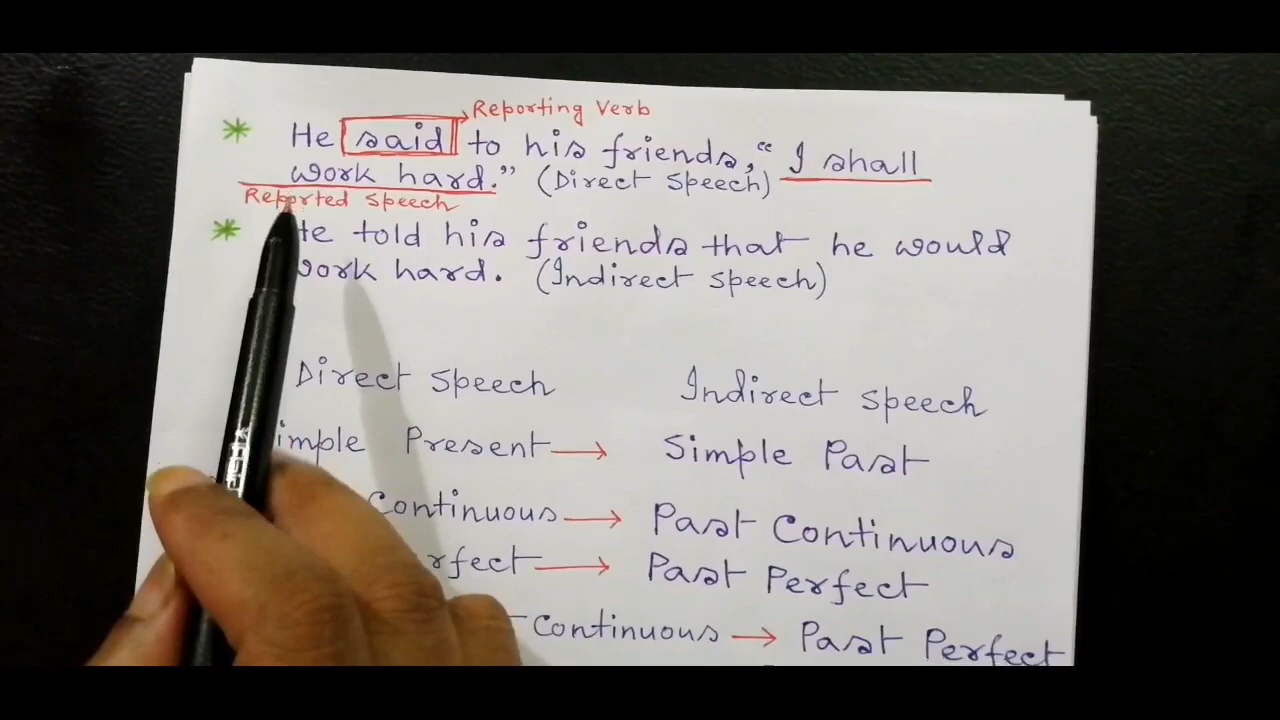 Reporting Verb
* He said to his friends, “I shall
work hard.” (Direct Speech)
Reported Speech
* He told his friends that he would
work hard. (Indirect Speech)
Direct Speech Indirect Speech
Simple Present → Simple Past
Continuous → Past Continuous
→ Past Perfect
Continuous → Past Perfect